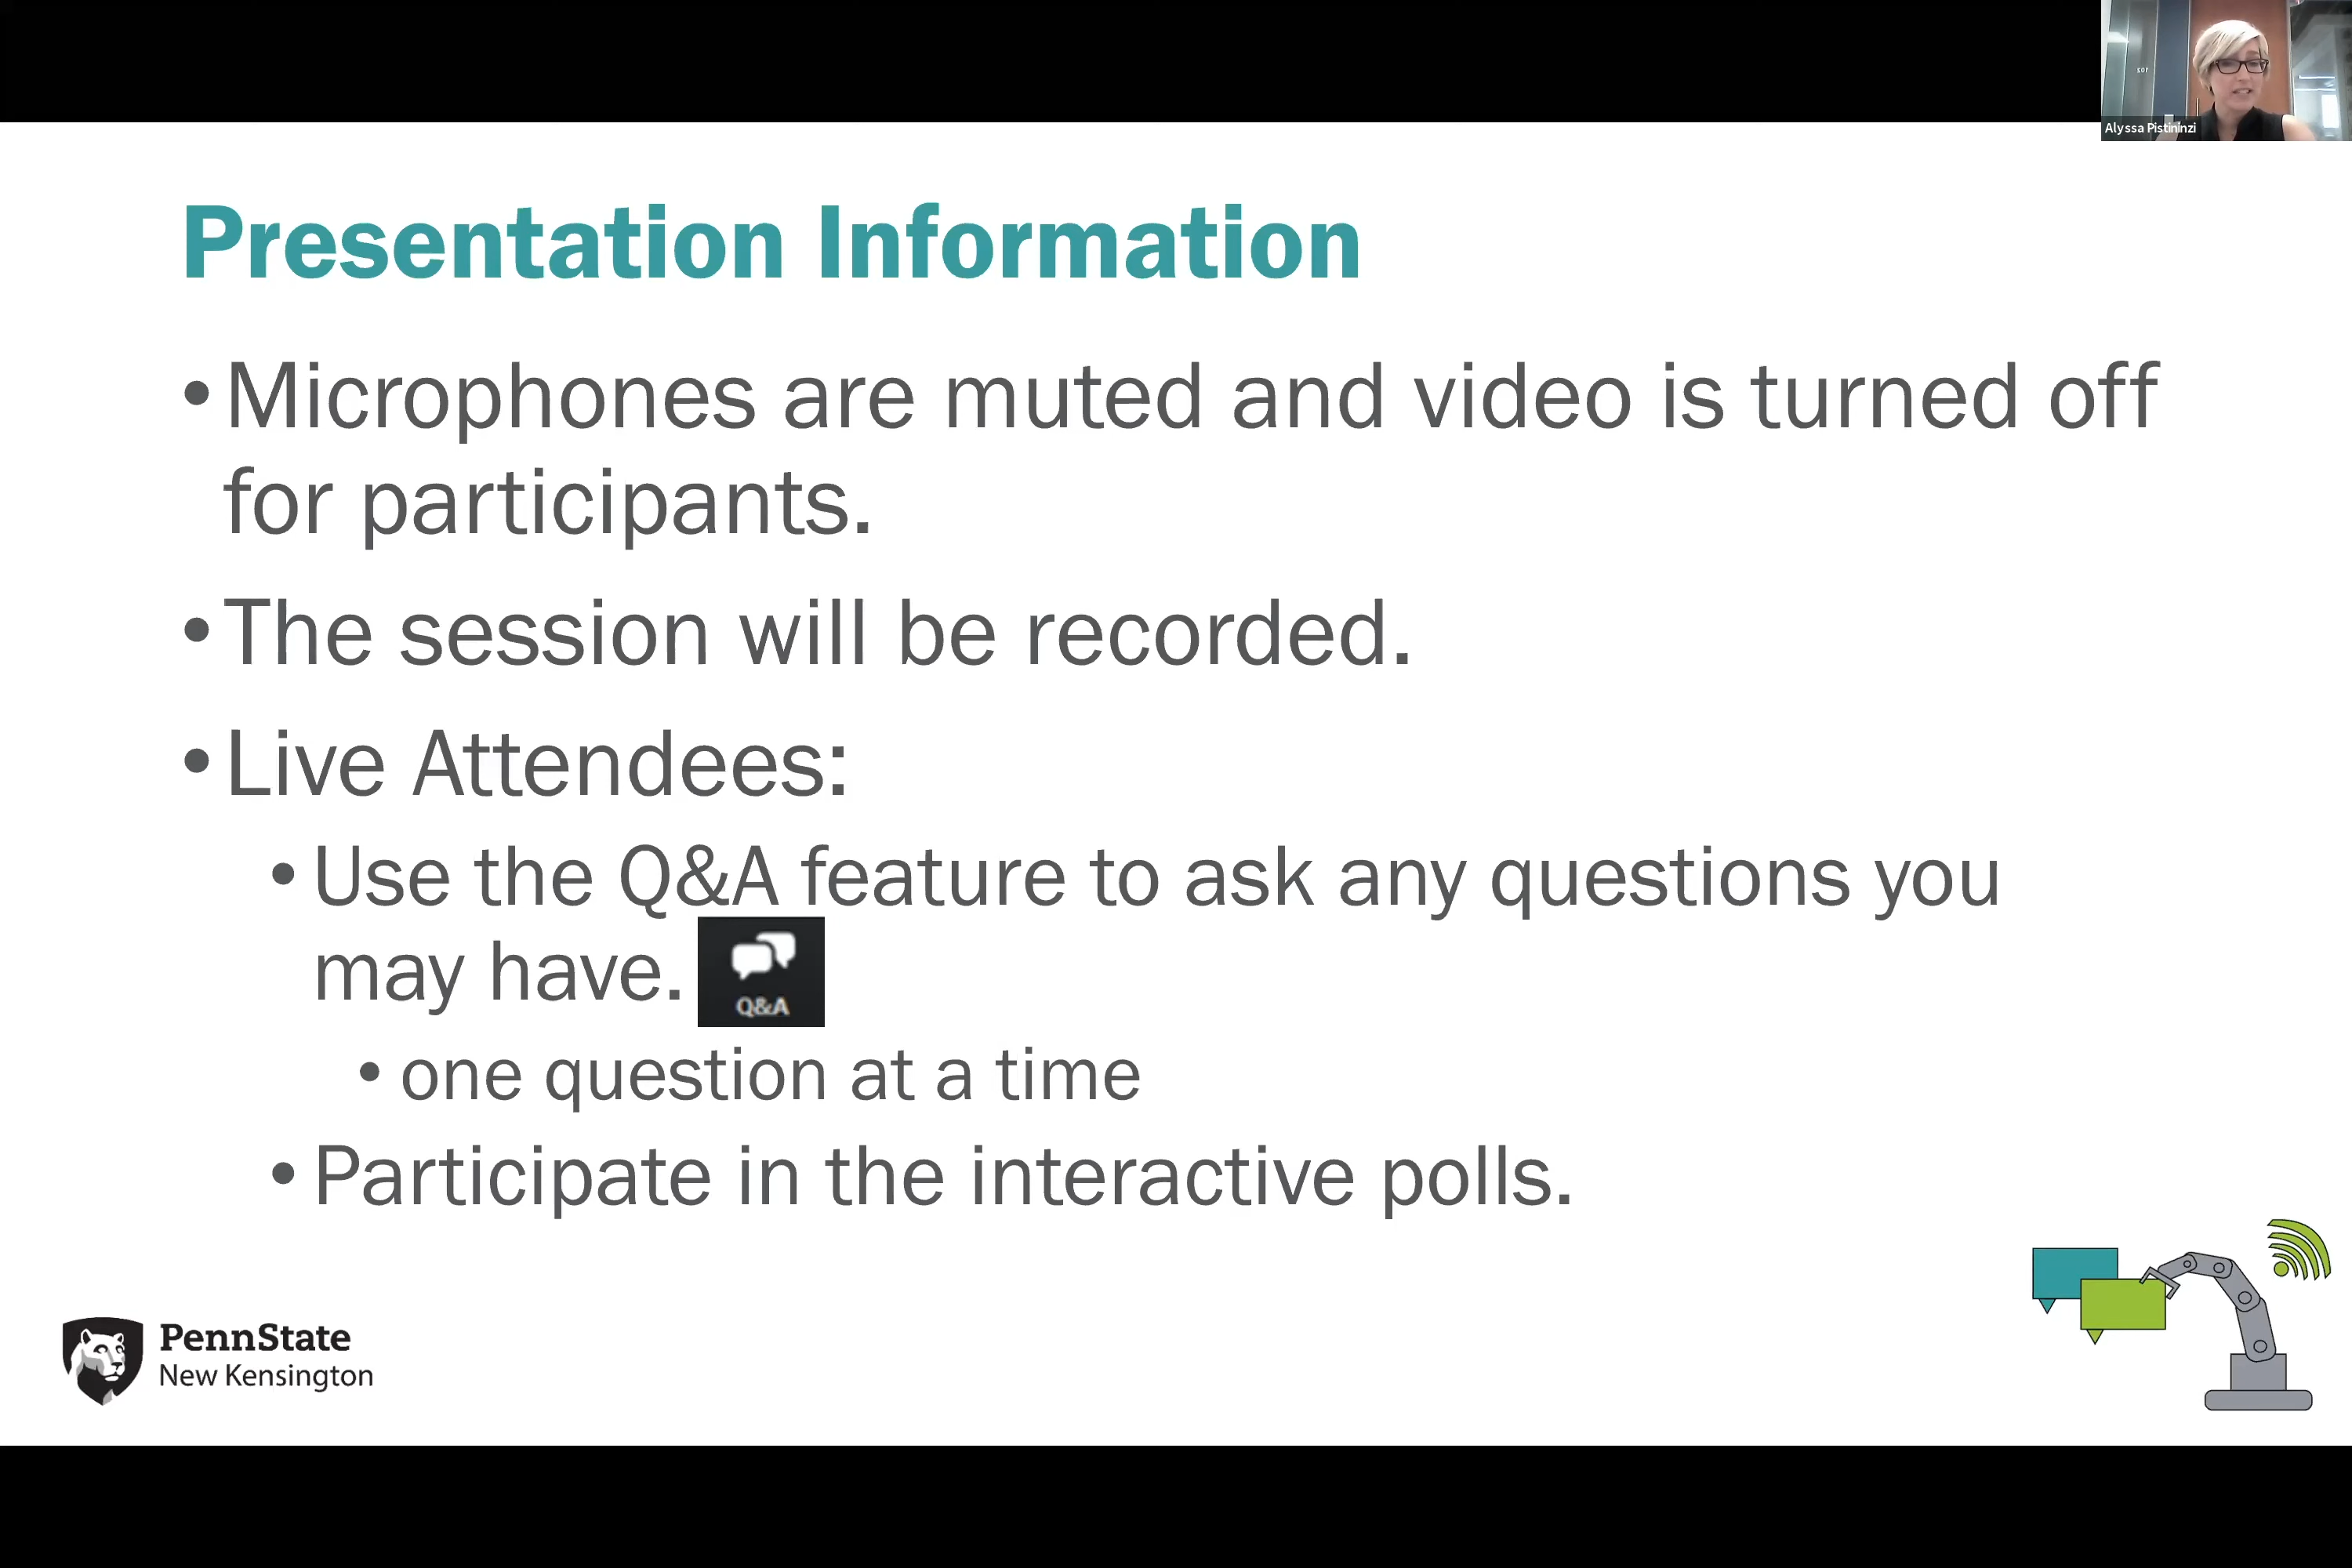 Alyssa Pistininzi
Presentation Information
• Microphones are muted and video is turned off
for participants.
• The session will be recorded.
• Live Attendees:
• Use the Q&A feature to ask any questions you
may have.
Q&A
• one question at a time
• Participate in the interactive polls.
PennState
New Kensington